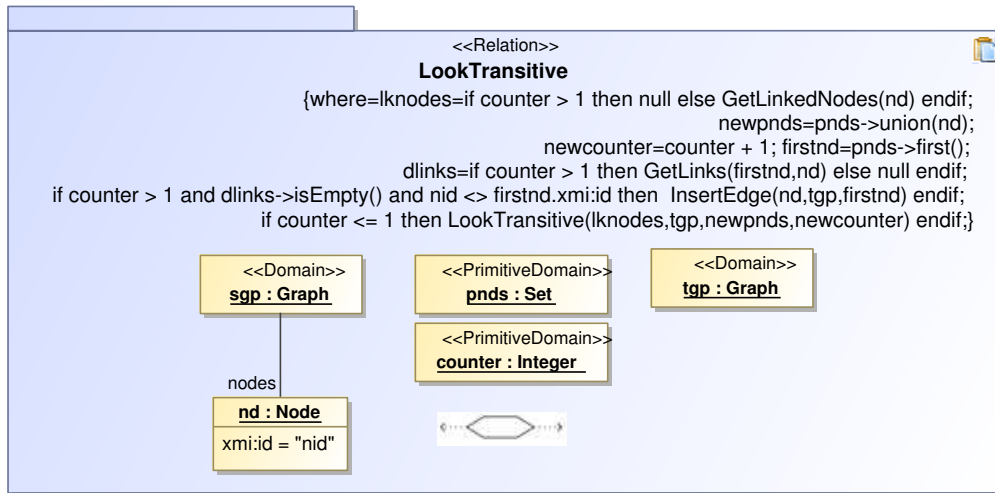 <<Relation>>
LookTransitive
{where=lknodes=if counter > 1 then null else GetLinkedNodes(nd) endif;
newpnds=pnds->union(nd);
newcounter=counter + 1; firstnd=pnds->first();
dlinks=if counter > 1 then GetLinks(firstnd,nd) else null endif;
if counter > 1 and dlinks->isEmpty() and nid <> firstnd.xmi:id then InsertEdge(nd,tgp,firstnd) endif;
if counter <= 1 then LookTransitive(lknodes,tgp,newpnds,newcounter) endif;}
<<Domain>>
sgp : Graph
<<PrimitiveDomain>>
pnds : Set
<<Domain>>
tgp : Graph
<<PrimitiveDomain>>
counter : Integer
nodes
nd : Node
xmi:id = "nid"